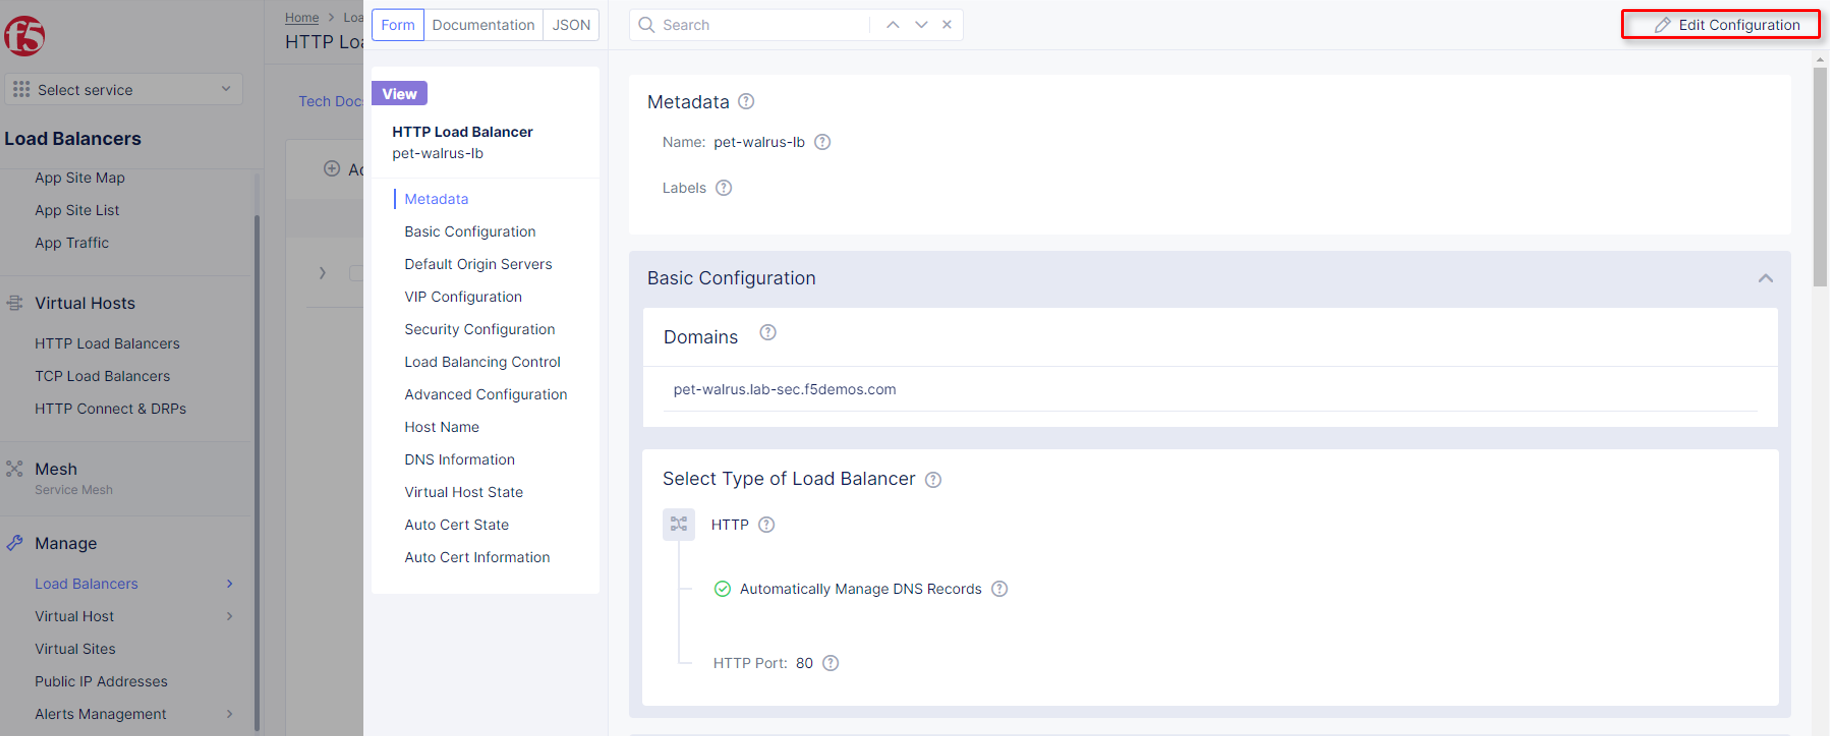 f5
Select service
Load Balancers
App Site Map
App Site List
App Traffic
Virtual Hosts
HTTP Load Balancers
TCP Load Balancers
HTTP Connect & DRPs
Mesh
Service Mesh
Manage
Load Balancers
Virtual Host
Virtual Sites
Public IP Addresses
Alerts Management
Home > Loa
HTTP Loa
Tech Docs
Ad
Form Documentation JSON
View
HTTP Load Balancer
pet-walrus-lb
Metadata
Basic Configuration
Default Origin Servers
VIP Configuration
Security Configuration
Load Balancing Control
Advanced Configuration
Host Name
DNS Information
Virtual Host State
Auto Cert State
Auto Cert Information
Search
Edit Configuration
Metadata
Name: pet-walrus-lb
Labels
Basic Configuration
Domains
pet-walrus.lab-sec.f5demos.com
Select Type of Load Balancer
HTTP
Automatically Manage DNS Records
HTTP Port: 80